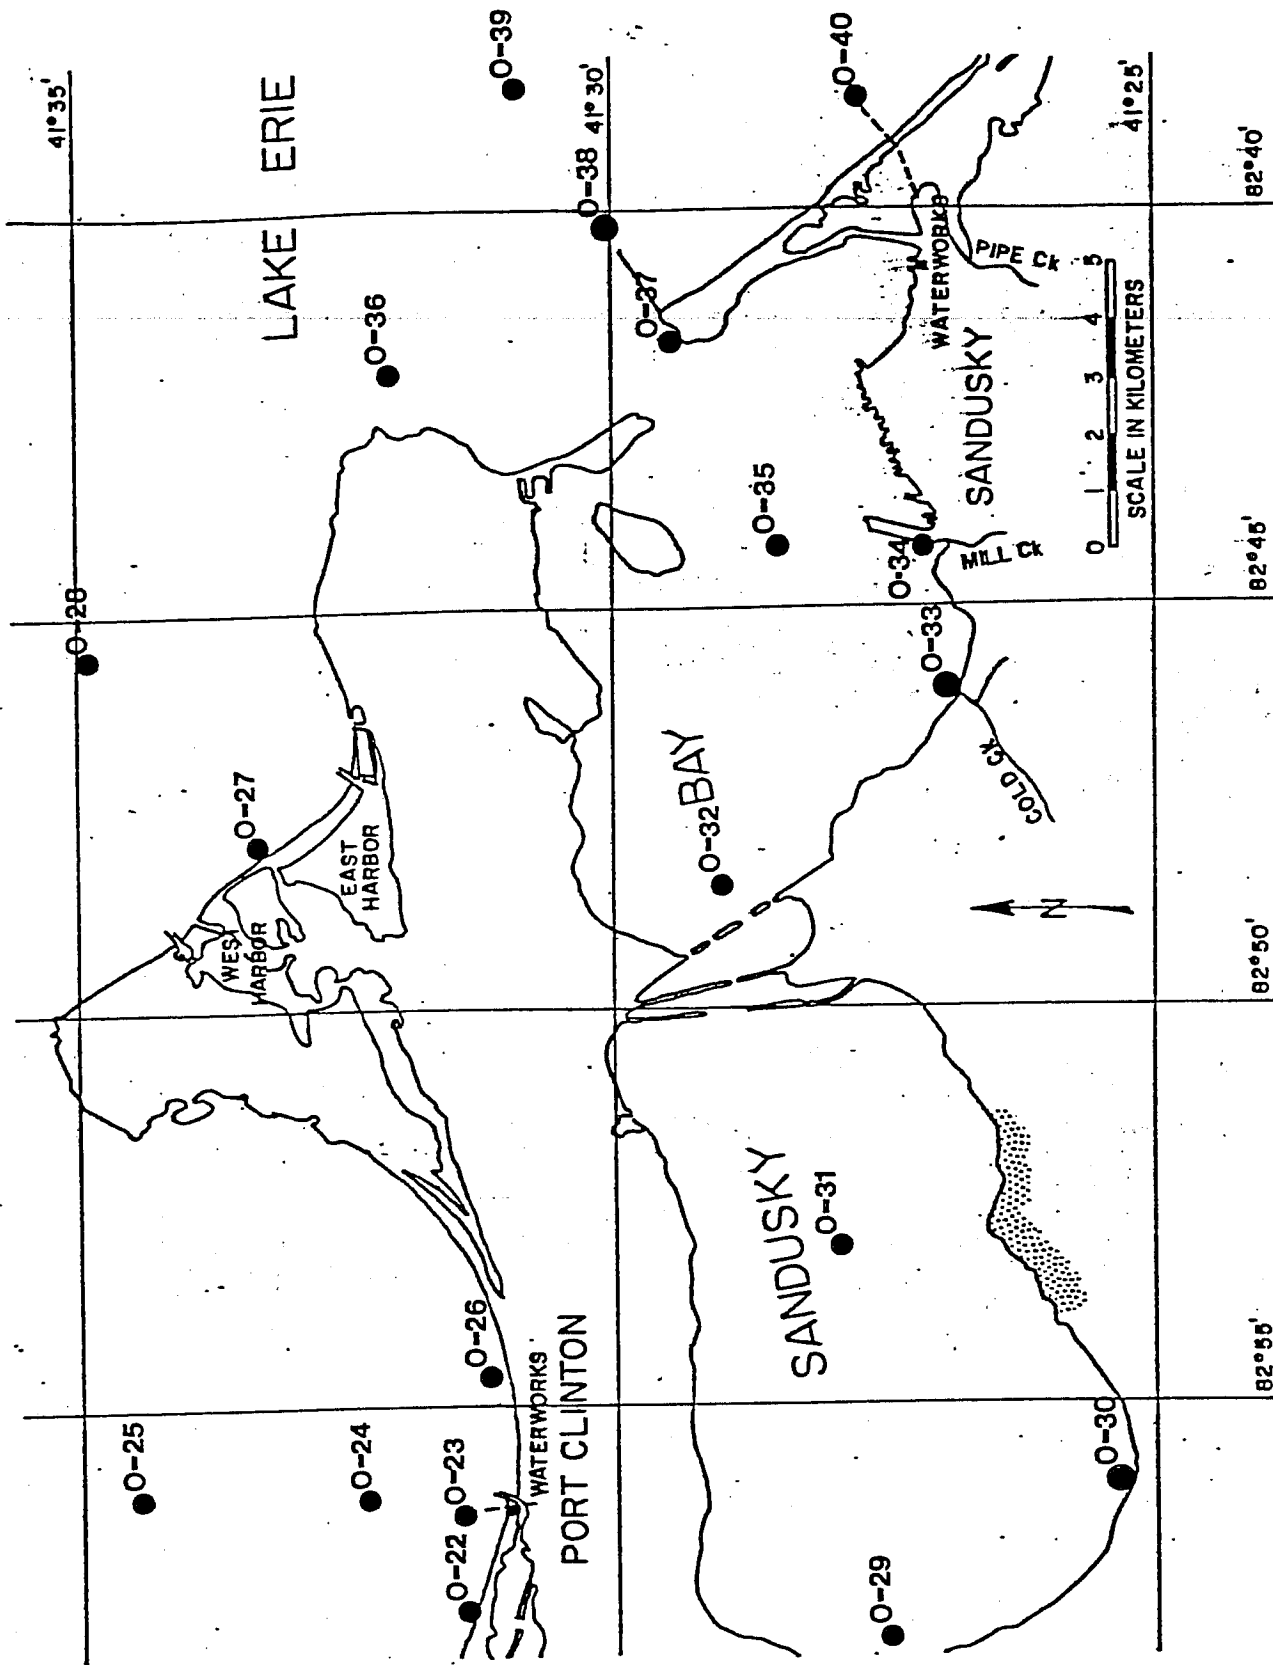 41°35'
LAKE ERIE
O-39
41°30'
O-38
O-40
41°25'
82°40'
O-36
O-37
WATERWORKS
PIPE Ck
SANDUSKY
0 1 2 3 4 5
SCALE IN KILOMETERS
O-28
O-35
O-34
MILL Ck
82°45'
O-33
COLD Ck
O-27
EAST
HARBOR
WEST
HARBOR
O-32
BAY
N
82°50'
SANDUSKY
O-31
O-26
WATERWORKS
PORT CLINTON
82°55'
O-25
O-24
O-23
O-22
O-30
O-29